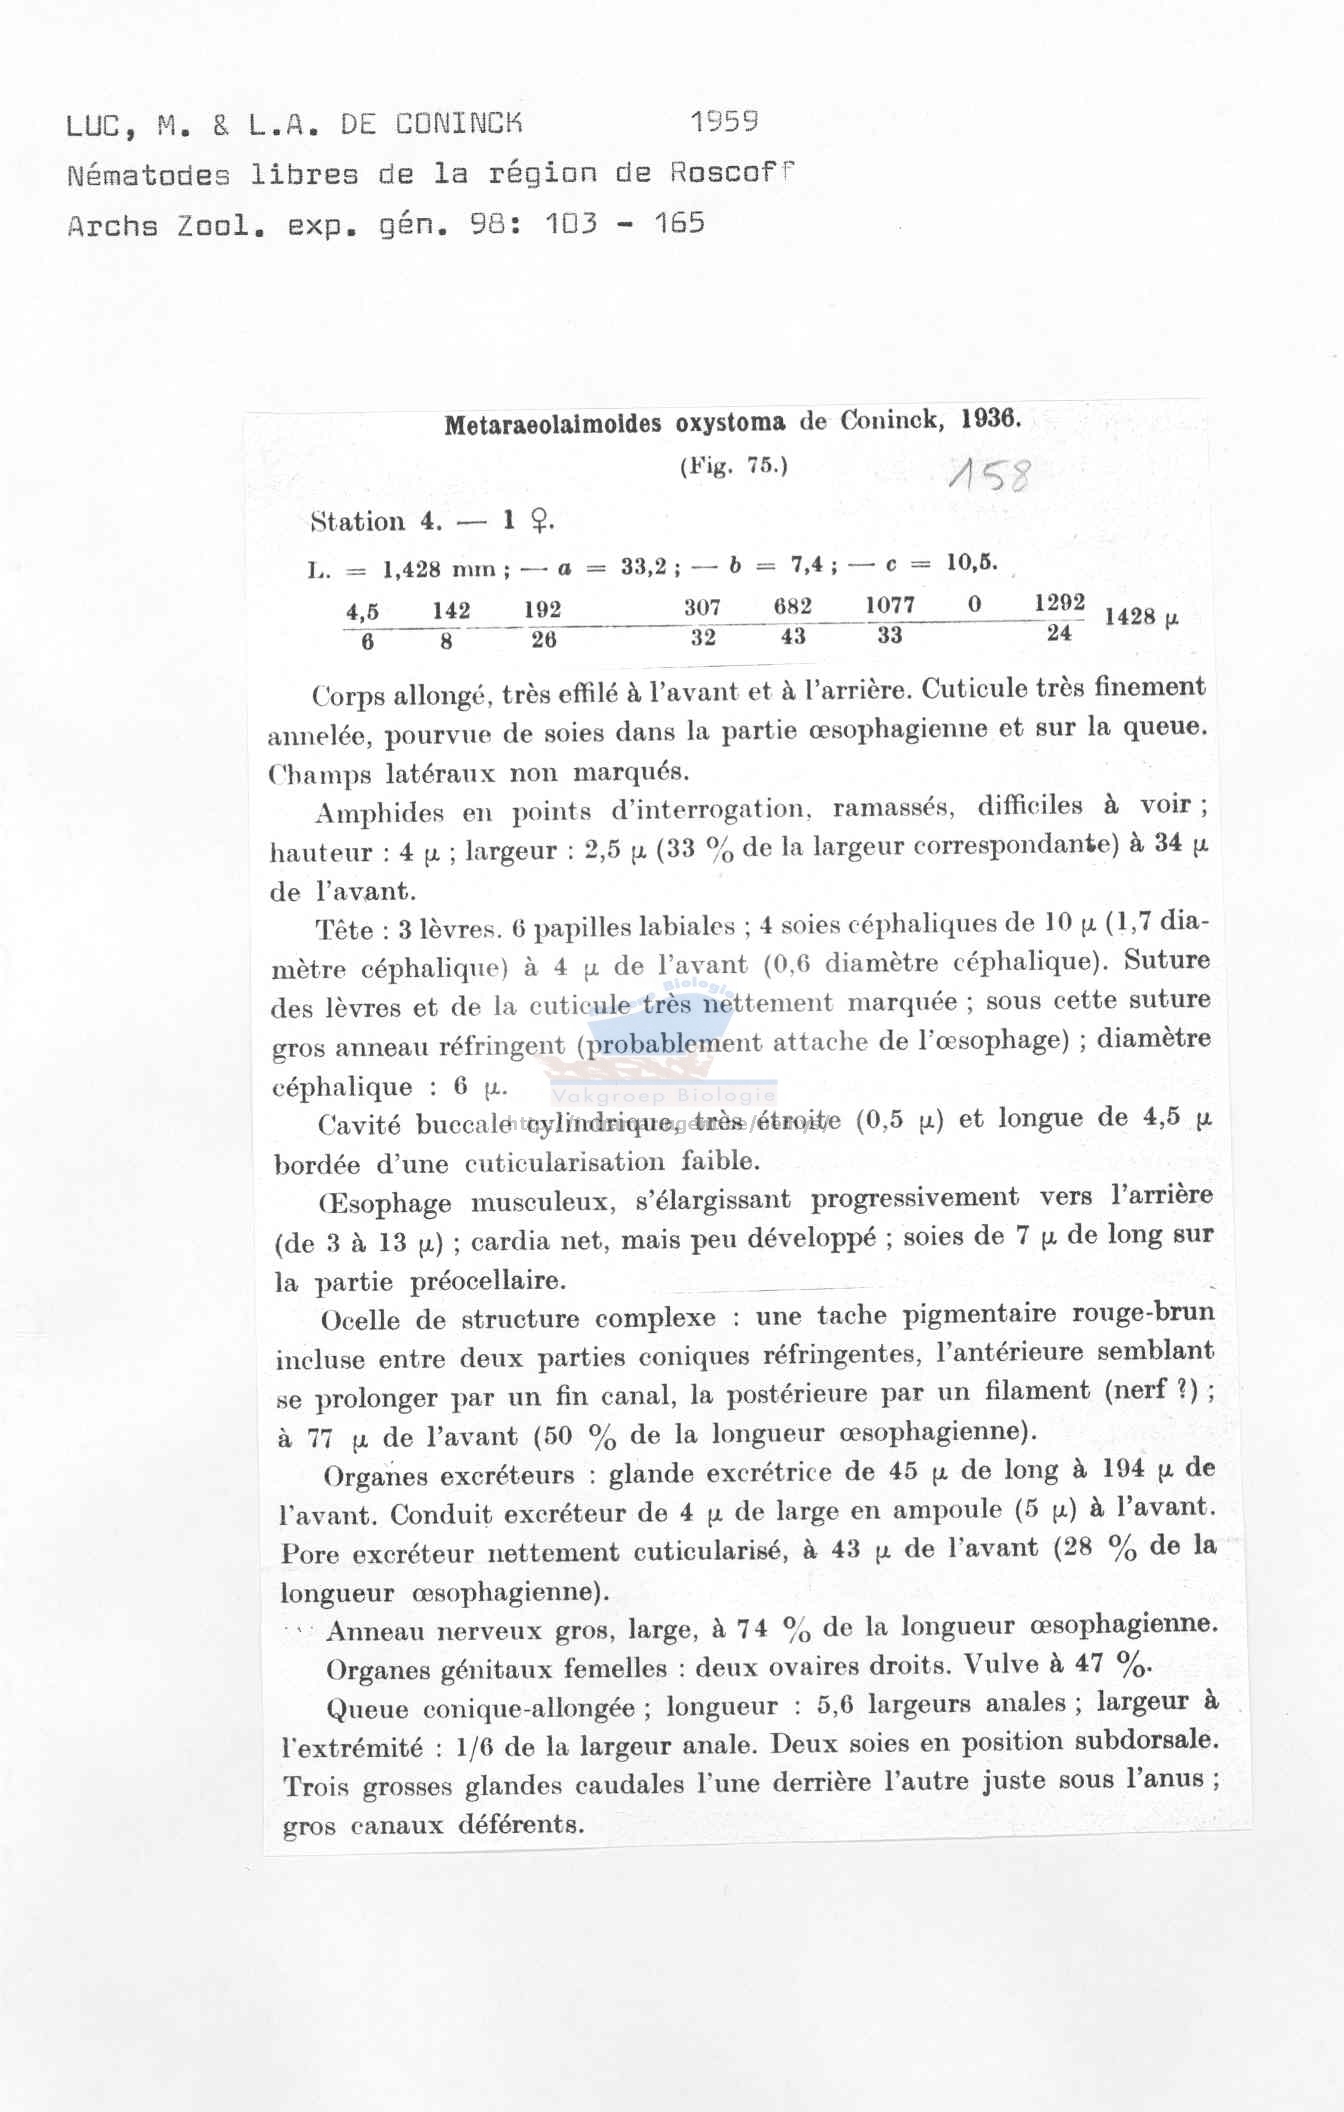 LUC, M. & L.A. DE CONINCK 1959
Nématodes libres de la région de Roscoff
Archs Zool. exp. gén. 98: 103 - 165
Metaraeolaimoides oxystoma de Coninck, 1936.
(Fig. 75.)
158
Station 4. — 1 ♀.
L. = 1,428 mm ; — a = 33,2 ; — b = 7,4 ; — c = 10,5.
4,5 142 192 307 682 1077 0 1292
1428 μ
6 8 26 32 43 33 24
Corps allongé, très effilé à l'avant et à l'arrière. Cuticule très finement
annelée, pourvue de soies dans la partie œsophagienne et sur la queue.
Champs latéraux non marqués.
Amphides en points d'interrogation, ramassés, difficiles à voir ;
hauteur : 4 μ ; largeur : 2,5 μ (33 % de la largeur correspondante) à 34 μ
de l'avant.
Tête : 3 lèvres. 6 papilles labiales ; 4 soies céphaliques de 10 μ (1,7 dia-
mètre céphalique) à 4 μ de l'avant (0,6 diamètre céphalique). Suture
des lèvres et de la cuticule très nettement marquée ; sous cette suture
gros anneau réfringent (probablement attache de l'œsophage) ; diamètre
céphalique : 6 μ.
Vakgroep Biologie
Cavité buccale cylindrique, très étroite (0,5 μ) et longue de 4,5 μ
bordée d'une cuticularisation faible.
Œsophage musculeux, s'élargissant progressivement vers l'arrière
(de 3 à 13 μ) ; cardia net, mais peu développé ; soies de 7 μ de long sur
la partie préocellaire.
Ocelle de structure complexe : une tache pigmentaire rouge-brun
incluse entre deux parties coniques réfringentes, l'antérieure semblant
se prolonger par un fin canal, la postérieure par un filament (nerf ?) ;
à 77 μ de l'avant (50 % de la longueur œsophagienne).
Organes excréteurs : glande excrétrice de 45 μ de long à 194 μ de
l'avant. Conduit excréteur de 4 μ de large en ampoule (5 μ) à l'avant.
Pore excréteur nettement cuticularisé, à 43 μ de l'avant (28 % de la
longueur œsophagienne).
Anneau nerveux gros, large, à 74 % de la longueur œsophagienne.
Organes génitaux femelles : deux ovaires droits. Vulve à 47 %.
Queue conique-allongée ; longueur : 5,6 largeurs anales ; largeur à
l'extrémité : 1/6 de la largeur anale. Deux soies en position subdorsale.
Trois grosses glandes caudales l'une derrière l'autre juste sous l'anus ;
gros canaux déférents.